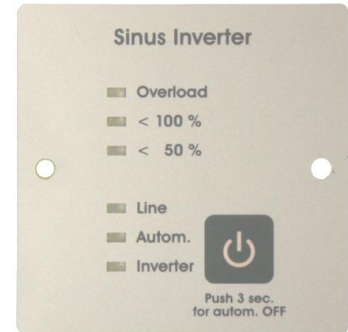 Sinus Inverter
Overload
< 100 %
< 50 %
Line
Autom.
Inverter
Push 3 sec.
for autom. OFF